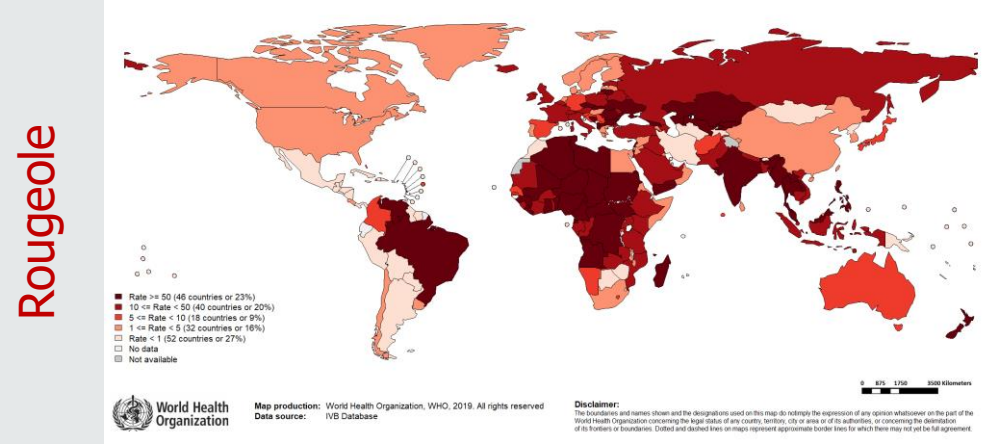 Rougeole
Rate >= 50 (46 countries or 23%)
10 <= Rate < 50 (40 countries or 20%)
5 <= Rate < 10 (18 countries or 9%)
1 <= Rate < 5 (32 countries or 16%)
Rate < 1 (52 countries or 27%)
No data
Not available
0 875 1750 3500 Kilometers
World Health
Organization
Map production: World Health Organization, WHO, 2019. All rights reserved
Data source: IVB Database
Disclaimer:
The boundaries and names shown and the designations used on this map do notimply the expression of any opinion whatsoever on the part of the
World Health Organization concerning the legal status of any country, territory, city or area or of its authorities, or concerning the delimitation
of its frontiers or boundaries. Dotted and dashed lines on maps represent approximate border lines for which there may not yet be full agreement.